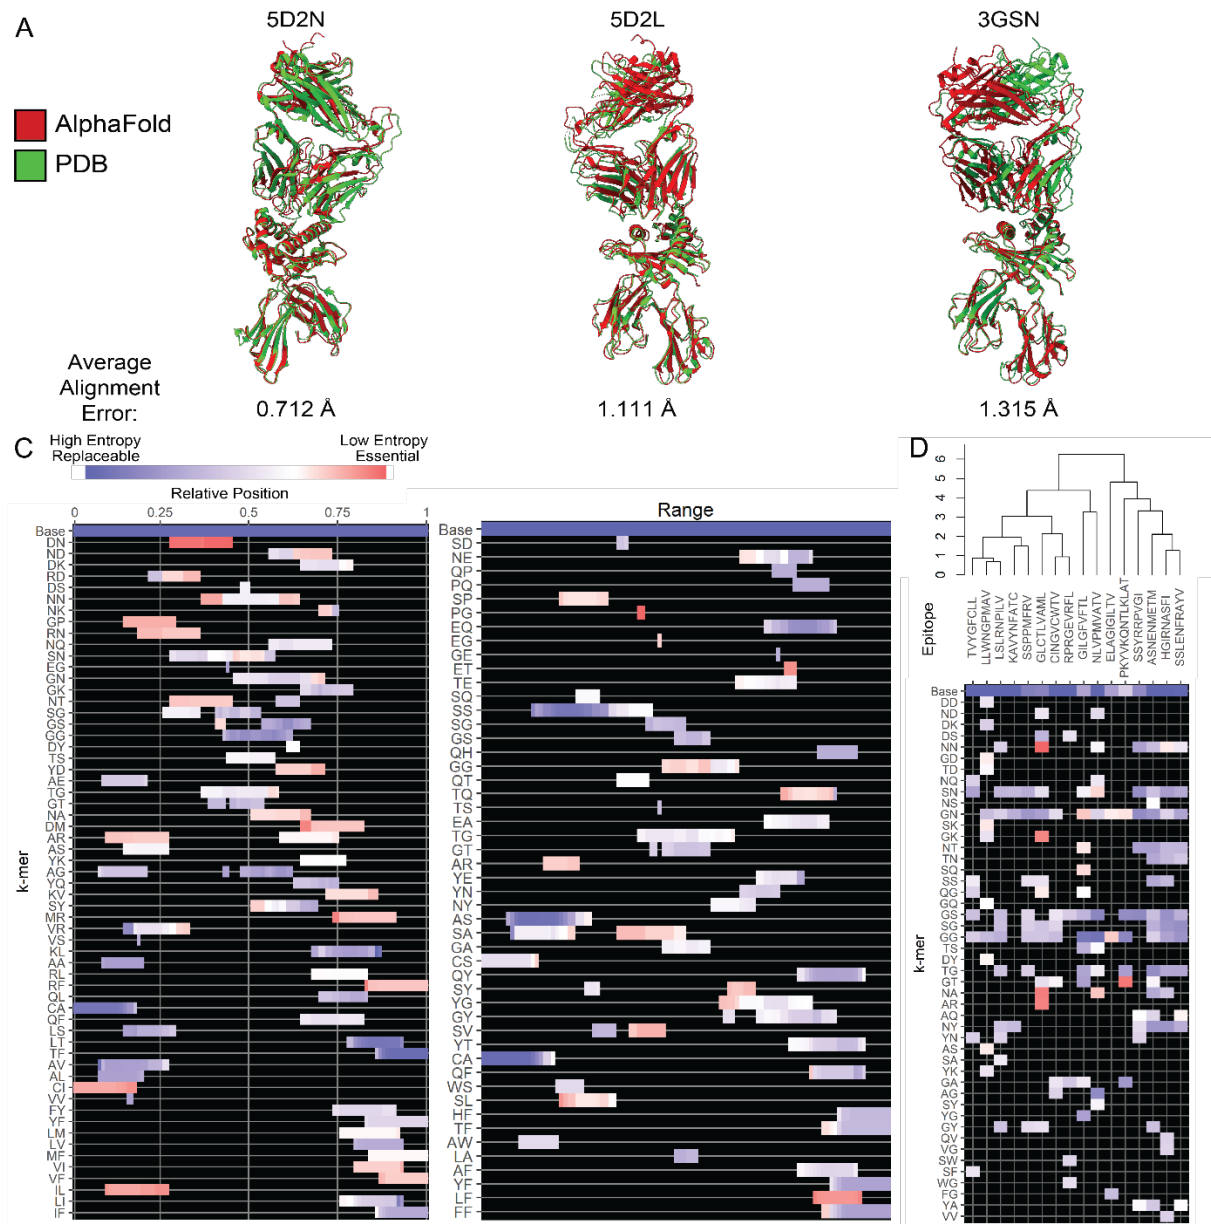 A
5D2N
5D2L
3GSN
AlphaFold
PDB
Average
Alignment
Error:
0.712 Å
1.111 Å
1.315 Å
C
High Entropy
Replaceable
Low Entropy
Essential
Relative Position
0
0.25
0.5
0.75
1
k-mer
Base
DN
ND
DK
RD
DS
NN
NK
GP
RN
NQ
SN
EG
GN
GK
NT
SG
GS
GG
DY
TS
YD
AE
TG
GT
NA
DM
AR
AS
YK
AG
YQ
KV
SY
MR
VR
VS
KL
AA
RL
RF
QL
CA
QF
LS
LT
TF
AV
AL
CI
VV
FY
YF
LM
LV
MF
VI
VF
IL
LI
IF
Range
Base
SD
NE
QP
PQ
SP
PG
EQ
EG
GE
ET
TE
SQ
SS
SG
GS
QH
GG
QT
TQ
TS
EA
TG
GT
AR
YE
YN
NY
AS
SA
GA
CS
QY
SY
YG
GY
SV
YT
CA
QF
WS
SL
HF
TF
AW
LA
AF
YF
LF
FF
D
6
5
4
3
2
1
0
Epitope
TVYGFCLL
LLWNGPMAV
LSLRNPILV
KAVYNFATC
SSPPMFRV
GLCTLVAML
CINGVCWTV
RPRGEVRFL
GILGFVFTL
NLVPMVATV
ELAGIGILTV
PKYVKQNTLKLAT
SSYRRPVGI
ASNENMETM
HGIRNASFI
SSLENFRAYV
k-mer
Base
DD
ND
DK
DS
NN
GD
TD
NQ
SN
NS
GN
SK
GK
NT
TN
SQ
SS
QG
GQ
GS
SG
GG
TS
DY
TG
GT
NA
AR
AQ
NY
YN
AS
SA
YK
GA
AG
SY
YG
GY
QV
VG
SW
SF
WG
FG
YA
VV